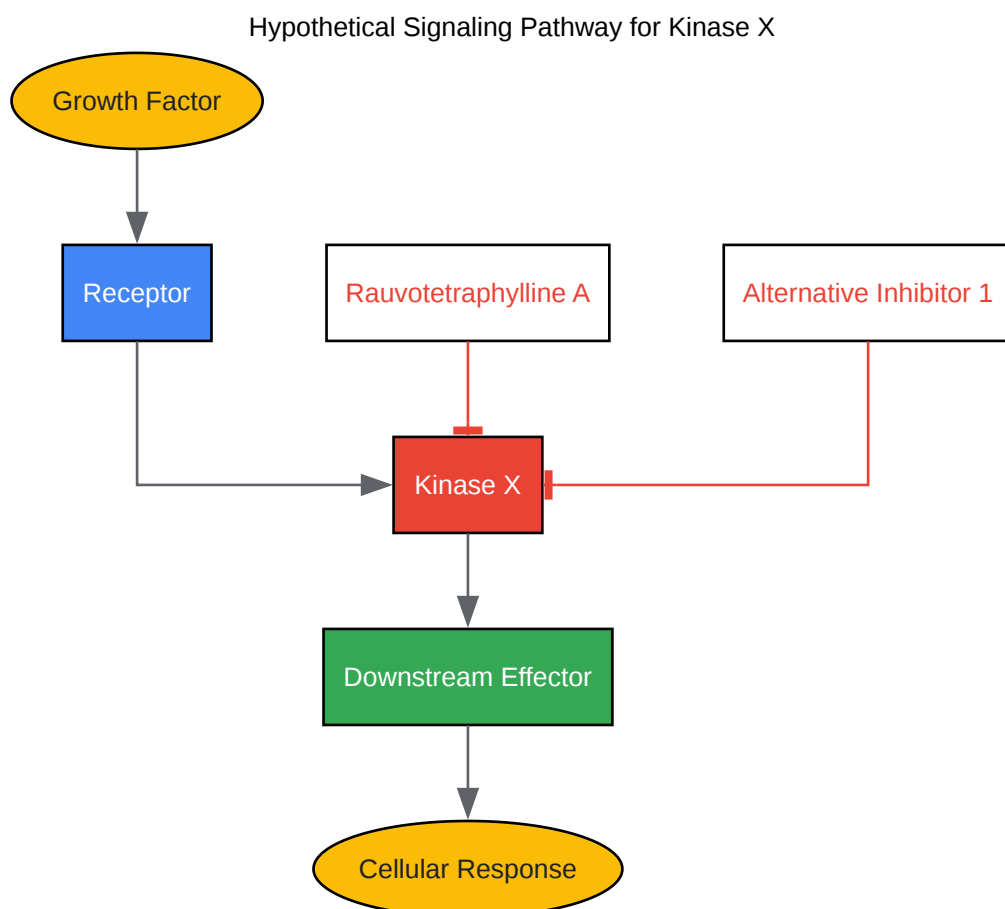 Hypothetical Signaling Pathway for Kinase X
Growth Factor
Receptor
Rauvotetraphylline A
Alternative Inhibitor 1
Kinase X
Downstream Effector
Cellular Response